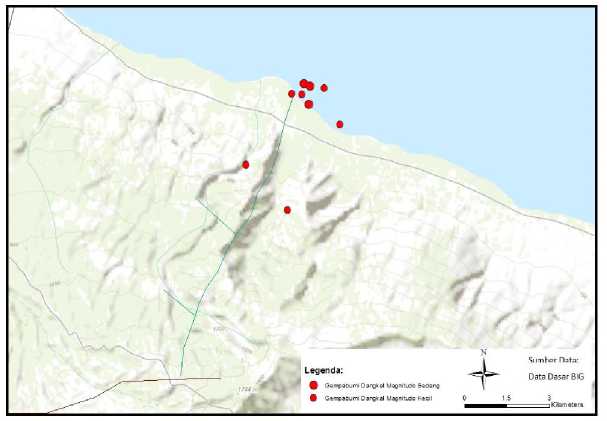 N
Sumber Data:
Data Dasar BIG
Legenda:
Gempabumi Dangkal Magnitudo Sedang
Gempabumi Dangkal Magnitudo Kecil
0 1.5 3
Kilometers